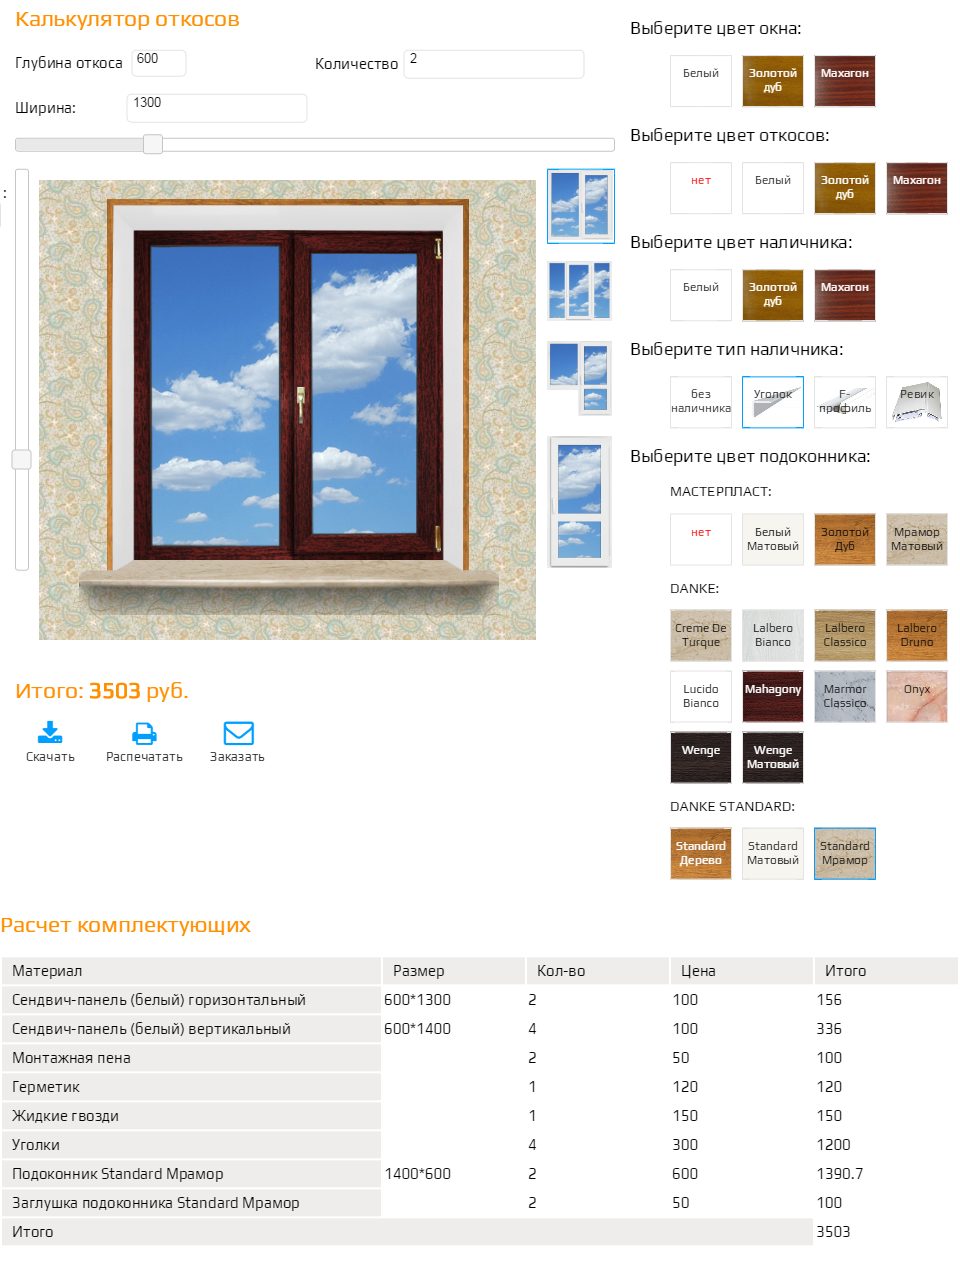 Калькулятор откосов
Глубина откоса 600
Количество 2
Ширина: 1300
:
Выберите цвет окна:
Белый
Золотой дуб
Махагон
Выберите цвет откосов:
нет
Белый
Золотой дуб
Махагон
Выберите цвет наличника:
Белый
Золотой дуб
Махагон
Выберите тип наличника:
без наличника
Уголок
F-профиль
Ревик
Выберите цвет подоконника:
МАСТЕРПЛАСТ:
нет
Белый Матовый
Золотой Дуб
Мрамор Матовый
DANKE:
Creme De Turque
Lalbero Bianco
Lalbero Classico
Lalbero Druno
Lucido Bianco
Mahagony
Marmor Classico
Onyx
Wenge
Wenge Матовый
DANKE STANDARD:
Standard Дерево
Standard Матовый
Standard Мрамор
Итого: 3503 руб.
Скачать
Распечатать
Заказать
Расчет комплектующих
Материал Размер Кол-во Цена Итого
Сендвич-панель (белый) горизонтальный 600*1300 2 100 156
Сендвич-панель (белый) вертикальный 600*1400 4 100 336
Монтажная пена 2 50 100
Герметик 1 120 120
Жидкие гвозди 1 150 150
Уголки 4 300 1200
Подоконник Standard Мрамор 1400*600 2 600 1390.7
Заглушка подоконника Standard Мрамор 2 50 100
Итого 3503